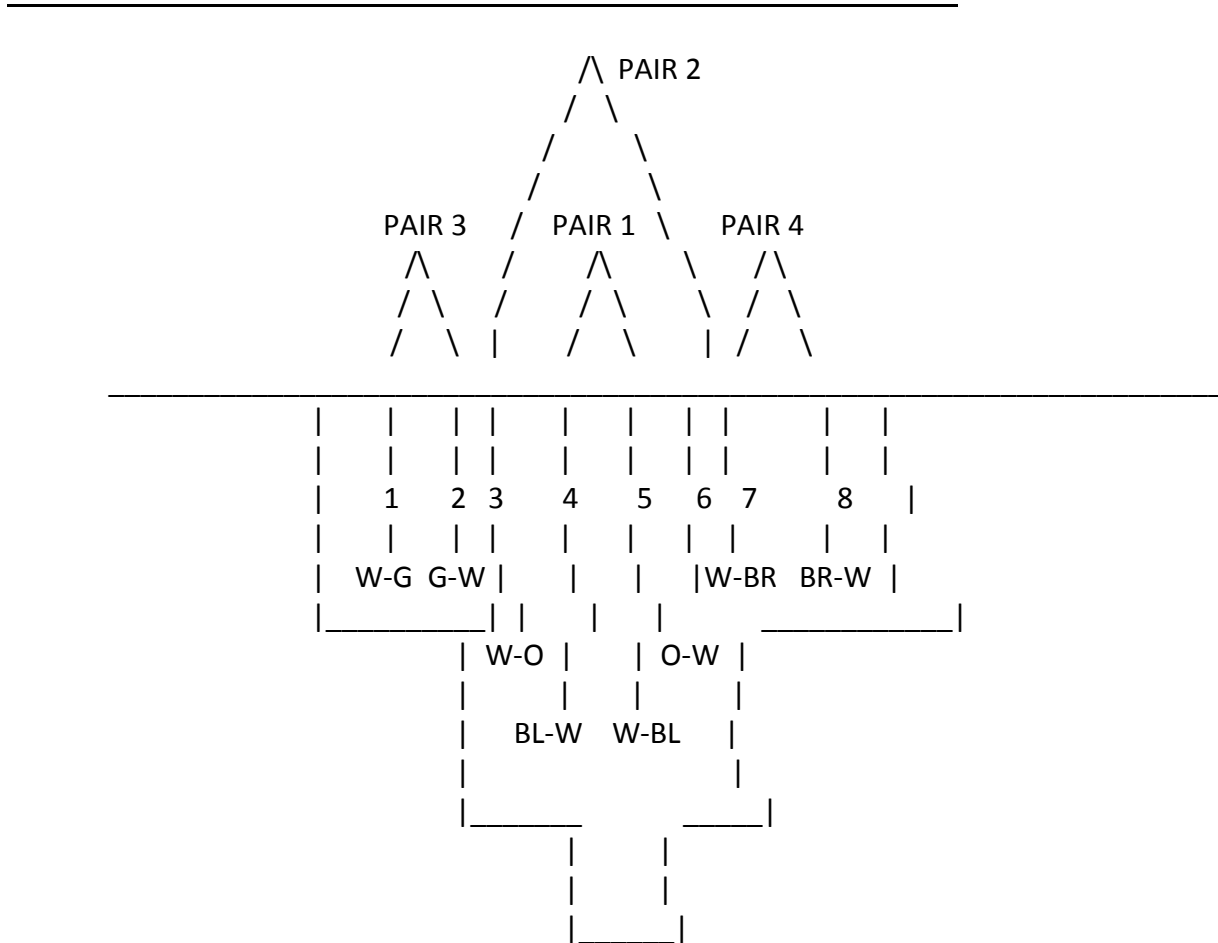 PAIR 2
PAIR 3 PAIR 1 PAIR 4
1 2 3 4 5 6 7 8
W-G G-W W-BR BR-W
W-O O-W
BL-W W-BL